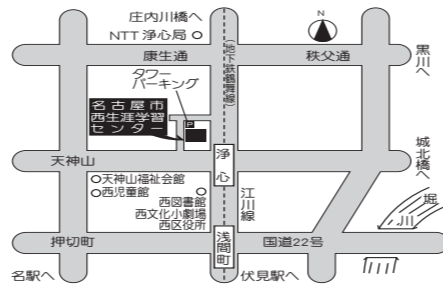 庄内川橋へ
N
NTT 浄心局
康生通
(地下鉄鶴舞線)
秩父通
黒川へ
タワー
パーキング
P
名古屋市
西生涯学習
センター
天神山
浄心
城北橋へ
天神山福祉会館
西児童館
西図書館
西文化小劇場
西区役所
江川線
堀川
押切町
浅間町
国道22号
名駅へ
伏見駅へ